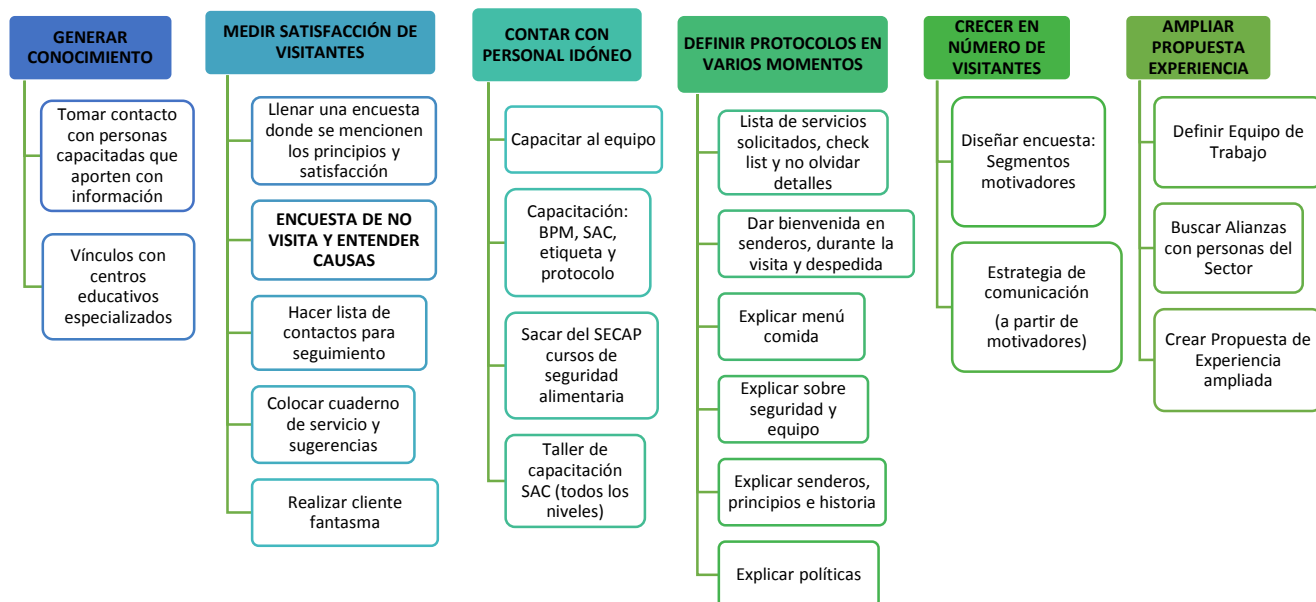 GENERAR
CONOCIMIENTO
Tomar contacto
con personas
capacitadas que
aporten con
información
Vínculos con
centros
educativos
especializados
MEDIR SATISFACCIÓN DE
VISITANTES
Llenar una encuesta
donde se mencionen
los principios y
satisfacción
ENCUESTA DE NO
VISITA Y ENTENDER
CAUSAS
Hacer lista de
contactos para
seguimiento
Colocar cuaderno
de servicio y
sugerencias
Realizar cliente
fantasma
CONTAR CON
PERSONAL IDÓNEO
Capacitar al equipo
Capacitación:
BPM, SAC,
etiqueta y
protocolo
Sacar del SECAP
cursos de
seguridad
alimentaria
Taller de
capacitación
SAC (todos los
niveles)
DEFINIR PROTOCOLOS EN
VARIOS MOMENTOS
Lista de servicios
solicitados, check
list y no olvidar
detalles
Dar bienvenida en
senderos, durante la
visita y despedida
Explicar menú
comida
Explicar sobre
seguridad y
equipo
Explicar senderos,
principios e historia
Explicar políticas
CRECER EN
NÚMERO DE
VISITANTES
Diseñar encuesta:
Segmentos
motivadores
Estrategia de
comunicación
(a partir de
motivadores)
AMPLIAR
PROPUESTA
EXPERIENCIA
Definir Equipo de
Trabajo
Buscar Alianzas
con personas del
Sector
Crear Propuesta de
Experiencia
ampliada